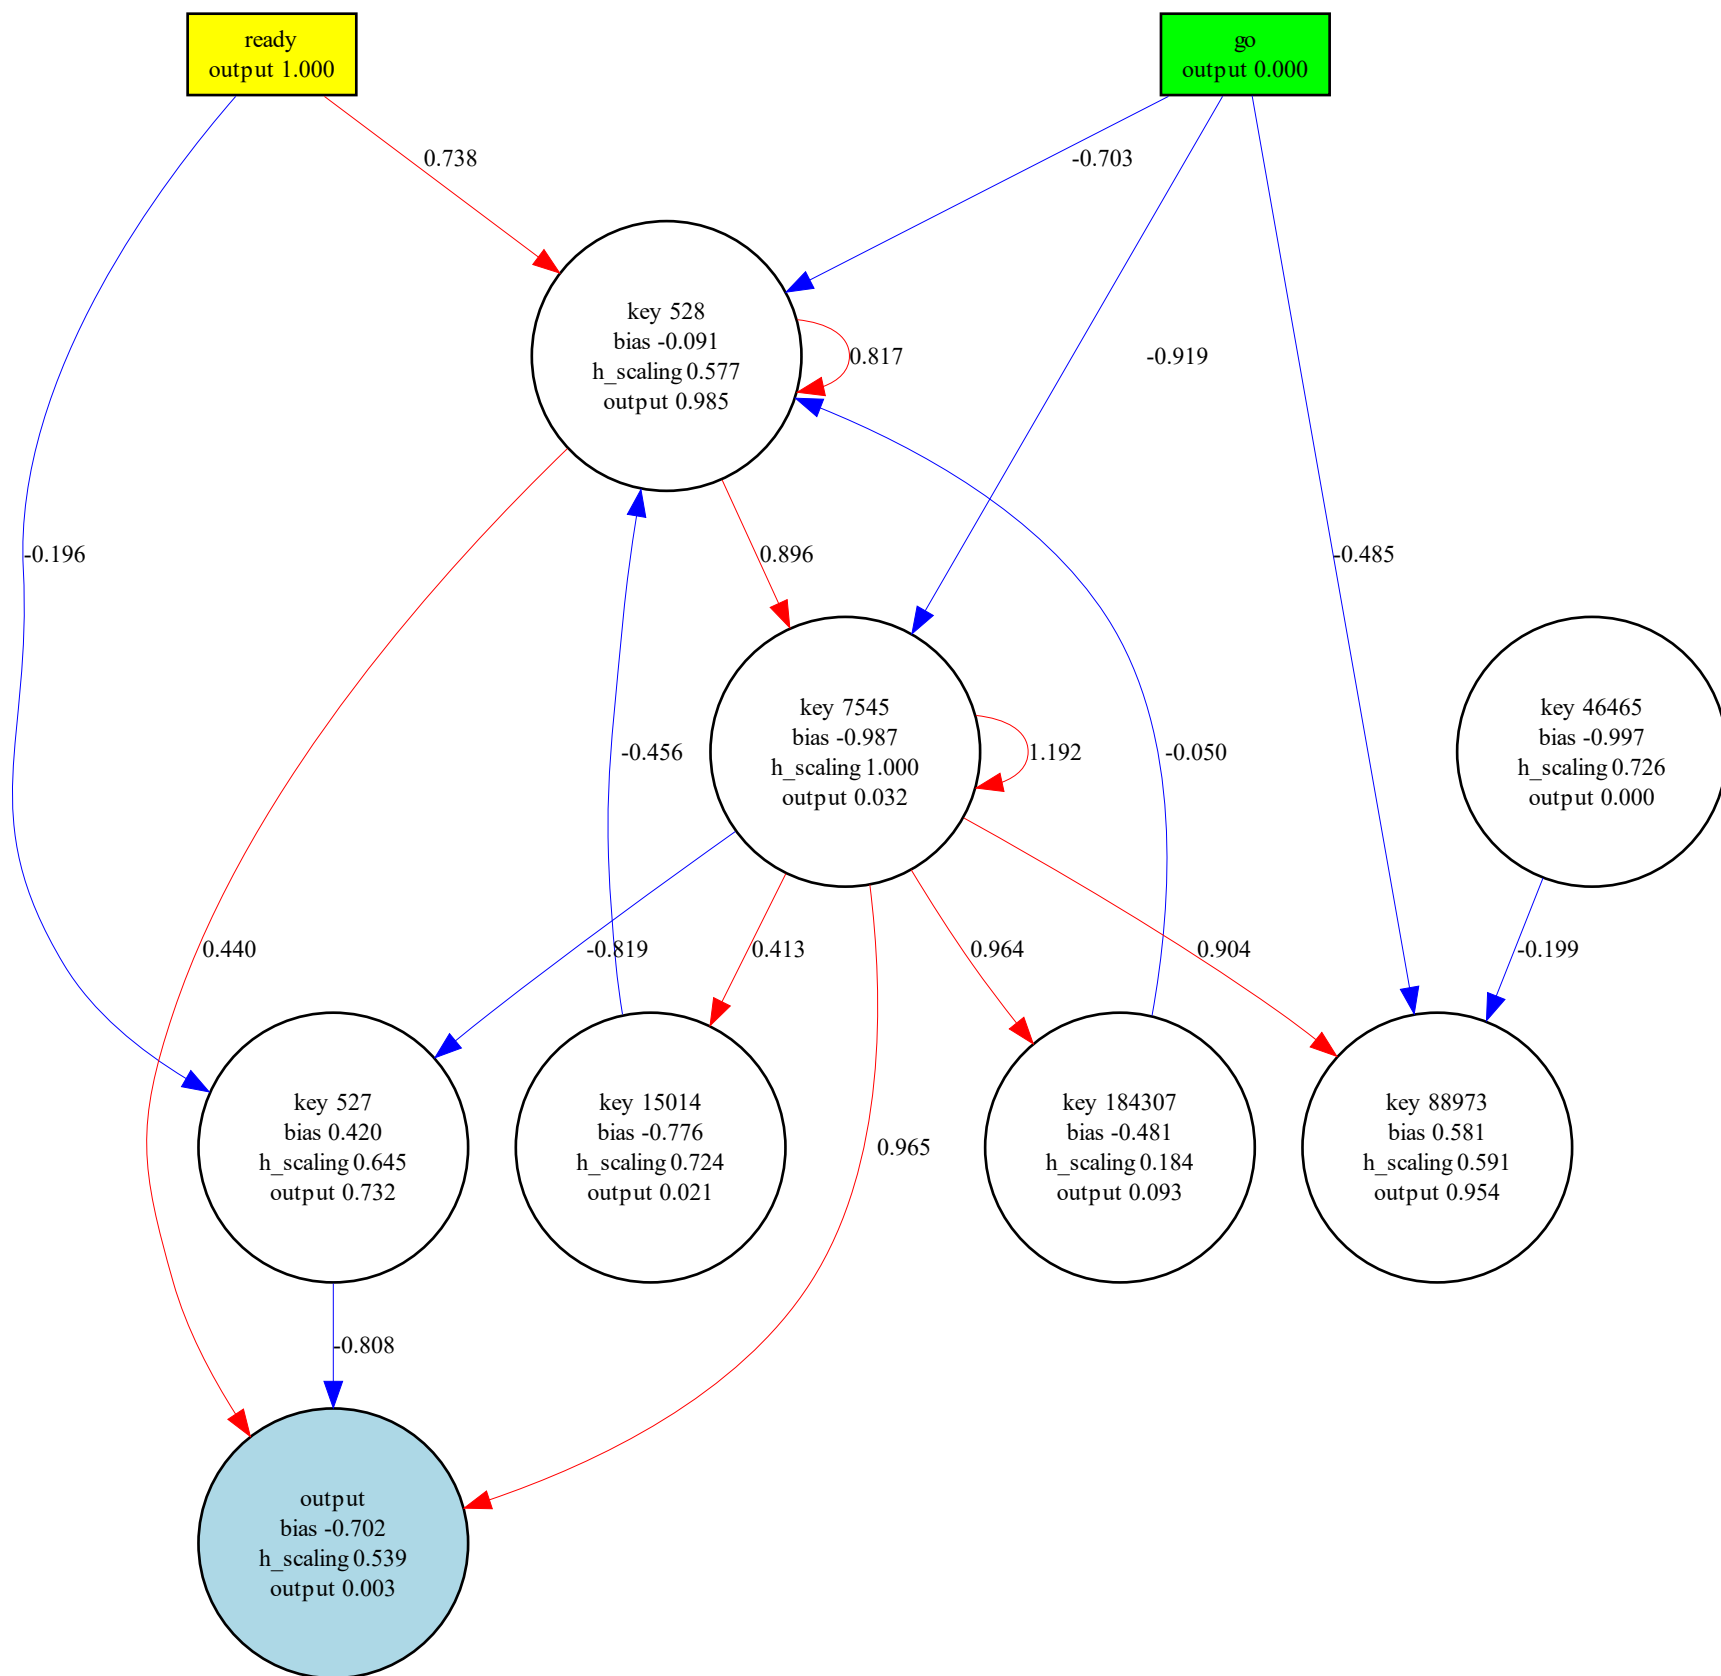 ready
output 1.000
go
output 0.000
0.738
-0.703
key 528
bias -0.091
h_scaling 0.577
output 0.985
0.817
-0.919
-0.196
0.896
-0.485
key 7545
bias -0.987
h_scaling 1.000
output 0.032
1.192
-0.456
-0.050
key 46465
bias -0.997
h_scaling 0.726
output 0.000
0.440
-0.819
0.413
0.964
0.904
-0.199
key 527
bias 0.420
h_scaling 0.645
output 0.732
key 15014
bias -0.776
h_scaling 0.724
output 0.021
0.965
key 184307
bias -0.481
h_scaling 0.184
output 0.093
key 88973
bias 0.581
h_scaling 0.591
output 0.954
-0.808
output
bias -0.702
h_scaling 0.539
output 0.003